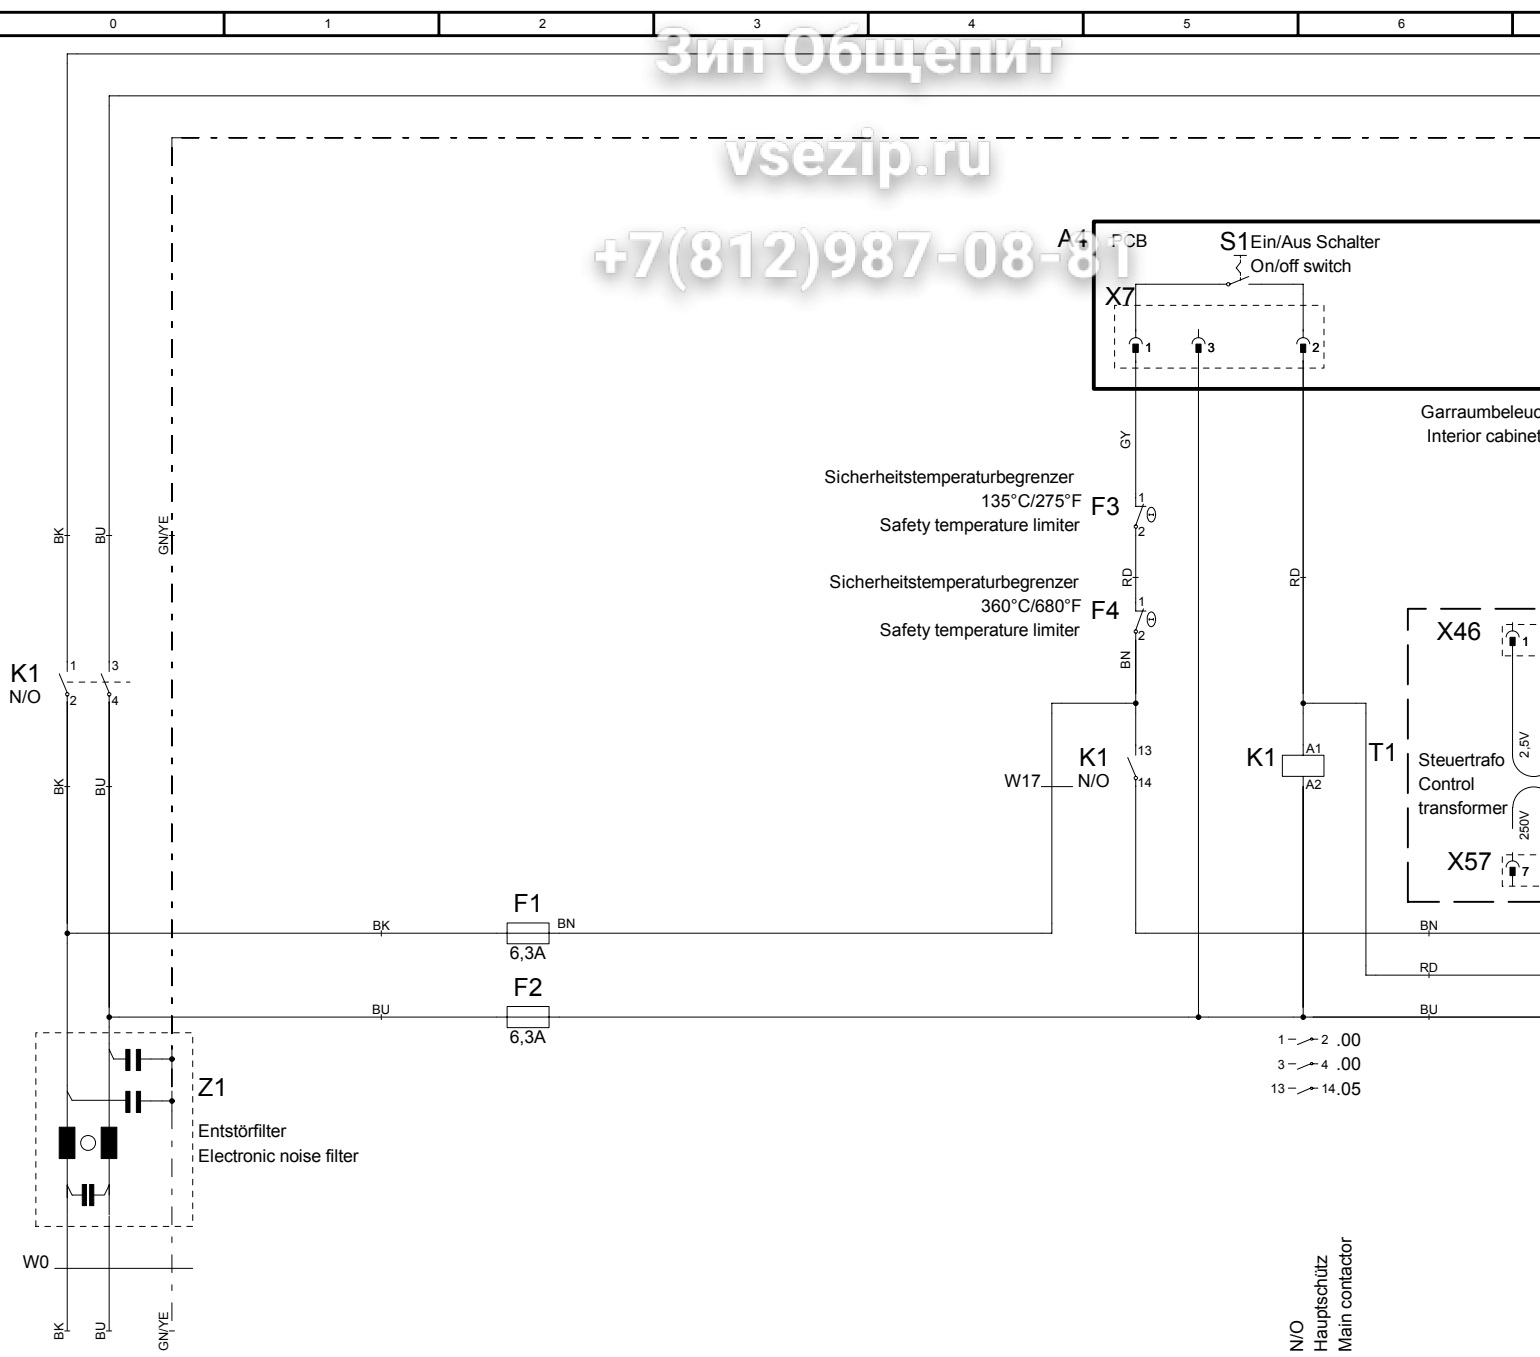 0 1 2 3 4 5 6
Зип Общепит
vsezip.ru
+7(812)987-08-81
A4 PCB
S1 Ein/Aus Schalter
On/off switch
X7
1 3 2
Garraumbeleuc
Interior cabinet
GY
Sicherheitstemperaturbegrenzer
135°C/275°F
Safety temperature limiter
F3
1
2
BK BU GN/YE
RD RD
Sicherheitstemperaturbegrenzer
360°C/680°F
Safety temperature limiter
F4
1
2
BN
X46
1
K1
N/O
1 3
2 4
BK BU
W17
K1
N/O
13
14
K1
A1
A2
T1
Steuertrafo
Control
transformer
2,5V
250V
X57
7
F1
BK BN BN
6,3A
RD
F2
BU BU
6,3A
1 2 .00
3 4 .00
13 14 .05
Z1
Entstörfilter
Electronic noise filter
W0
BK BU GN/YE
N/O
Hauptschütz
Main contactor